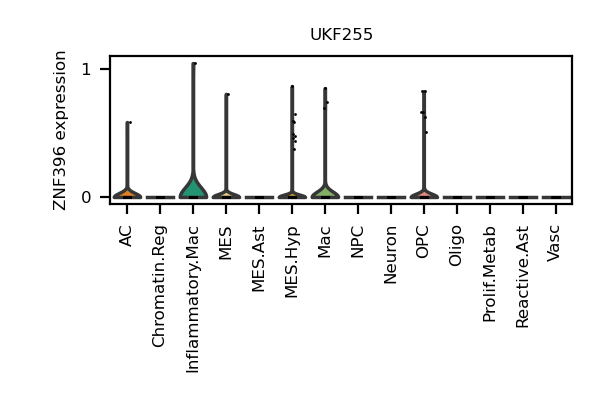 UKF255
ZNF396 expression
1
0
AC
Chromatin.Reg
Inflammatory.Mac
MES
MES.Ast
MES.Hyp
Mac
NPC
Neuron
OPC
Oligo
Prolif.Metab
Reactive.Ast
Vasc